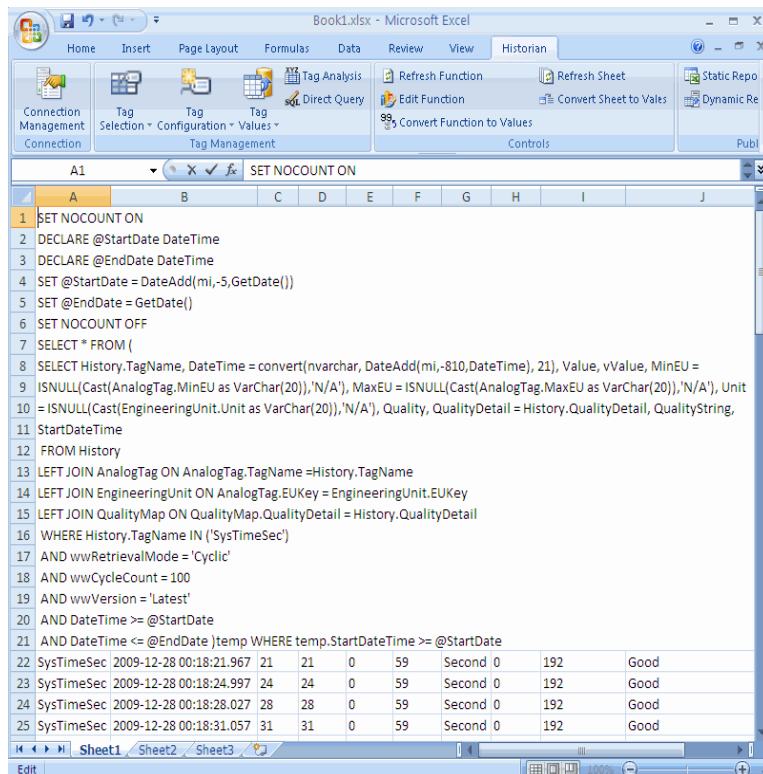 Book1.xlsx - Microsoft Excel
Home Insert Page Layout Formulas Data Review View Historian
Connection Management
Tag Selection
Tag Configuration
Tag Values
Tag Analysis
Direct Query
Refresh Function
Edit Function
Convert Function to Values
Refresh Sheet
Convert Sheet to Vales
Static Repo
Dynamic Re
Connection Tag Management Controls Publ
A1 fx SET NOCOUNT ON
A B C D E F G H I J
1 SET NOCOUNT ON
2 DECLARE @StartDate DateTime
3 DECLARE @EndDate DateTime
4 SET @StartDate = DateAdd(mi,-5,GetDate())
5 SET @EndDate = GetDate()
6 SET NOCOUNT OFF
7 SELECT * FROM (
8 SELECT History.TagName, DateTime = convert(nvarchar, DateAdd(mi,-810,DateTime), 21), Value, vValue, MinEU =
9 ISNULL(Cast(AnalogTag.MinEU as VarChar(20)),'N/A'), MaxEU = ISNULL(Cast(AnalogTag.MaxEU as VarChar(20)),'N/A'), Unit
10 = ISNULL(Cast(EngineeringUnit.Unit as VarChar(20)),'N/A'), Quality, QualityDetail = History.QualityDetail, QualityString,
11 StartDateTime
12 FROM History
13 LEFT JOIN AnalogTag ON AnalogTag.TagName =History.TagName
14 LEFT JOIN EngineeringUnit ON AnalogTag.EUKey = EngineeringUnit.EUKey
15 LEFT JOIN QualityMap ON QualityMap.QualityDetail = History.QualityDetail
16 WHERE History.TagName IN ('SysTimeSec')
17 AND wwRetrievalMode = 'Cyclic'
18 AND wwCycleCount = 100
19 AND wwVersion = 'Latest'
20 AND DateTime >= @StartDate
21 AND DateTime <= @EndDate )temp WHERE temp.StartDateTime >= @StartDate
22 SysTimeSec 2009-12-28 00:18:21.967 21 21 0 59 Second 0 192 Good
23 SysTimeSec 2009-12-28 00:18:24.997 24 24 0 59 Second 0 192 Good
24 SysTimeSec 2009-12-28 00:18:28.027 28 28 0 59 Second 0 192 Good
25 SysTimeSec 2009-12-28 00:18:31.057 31 31 0 59 Second 0 192 Good
Sheet1 Sheet2 Sheet3
Edit 100%